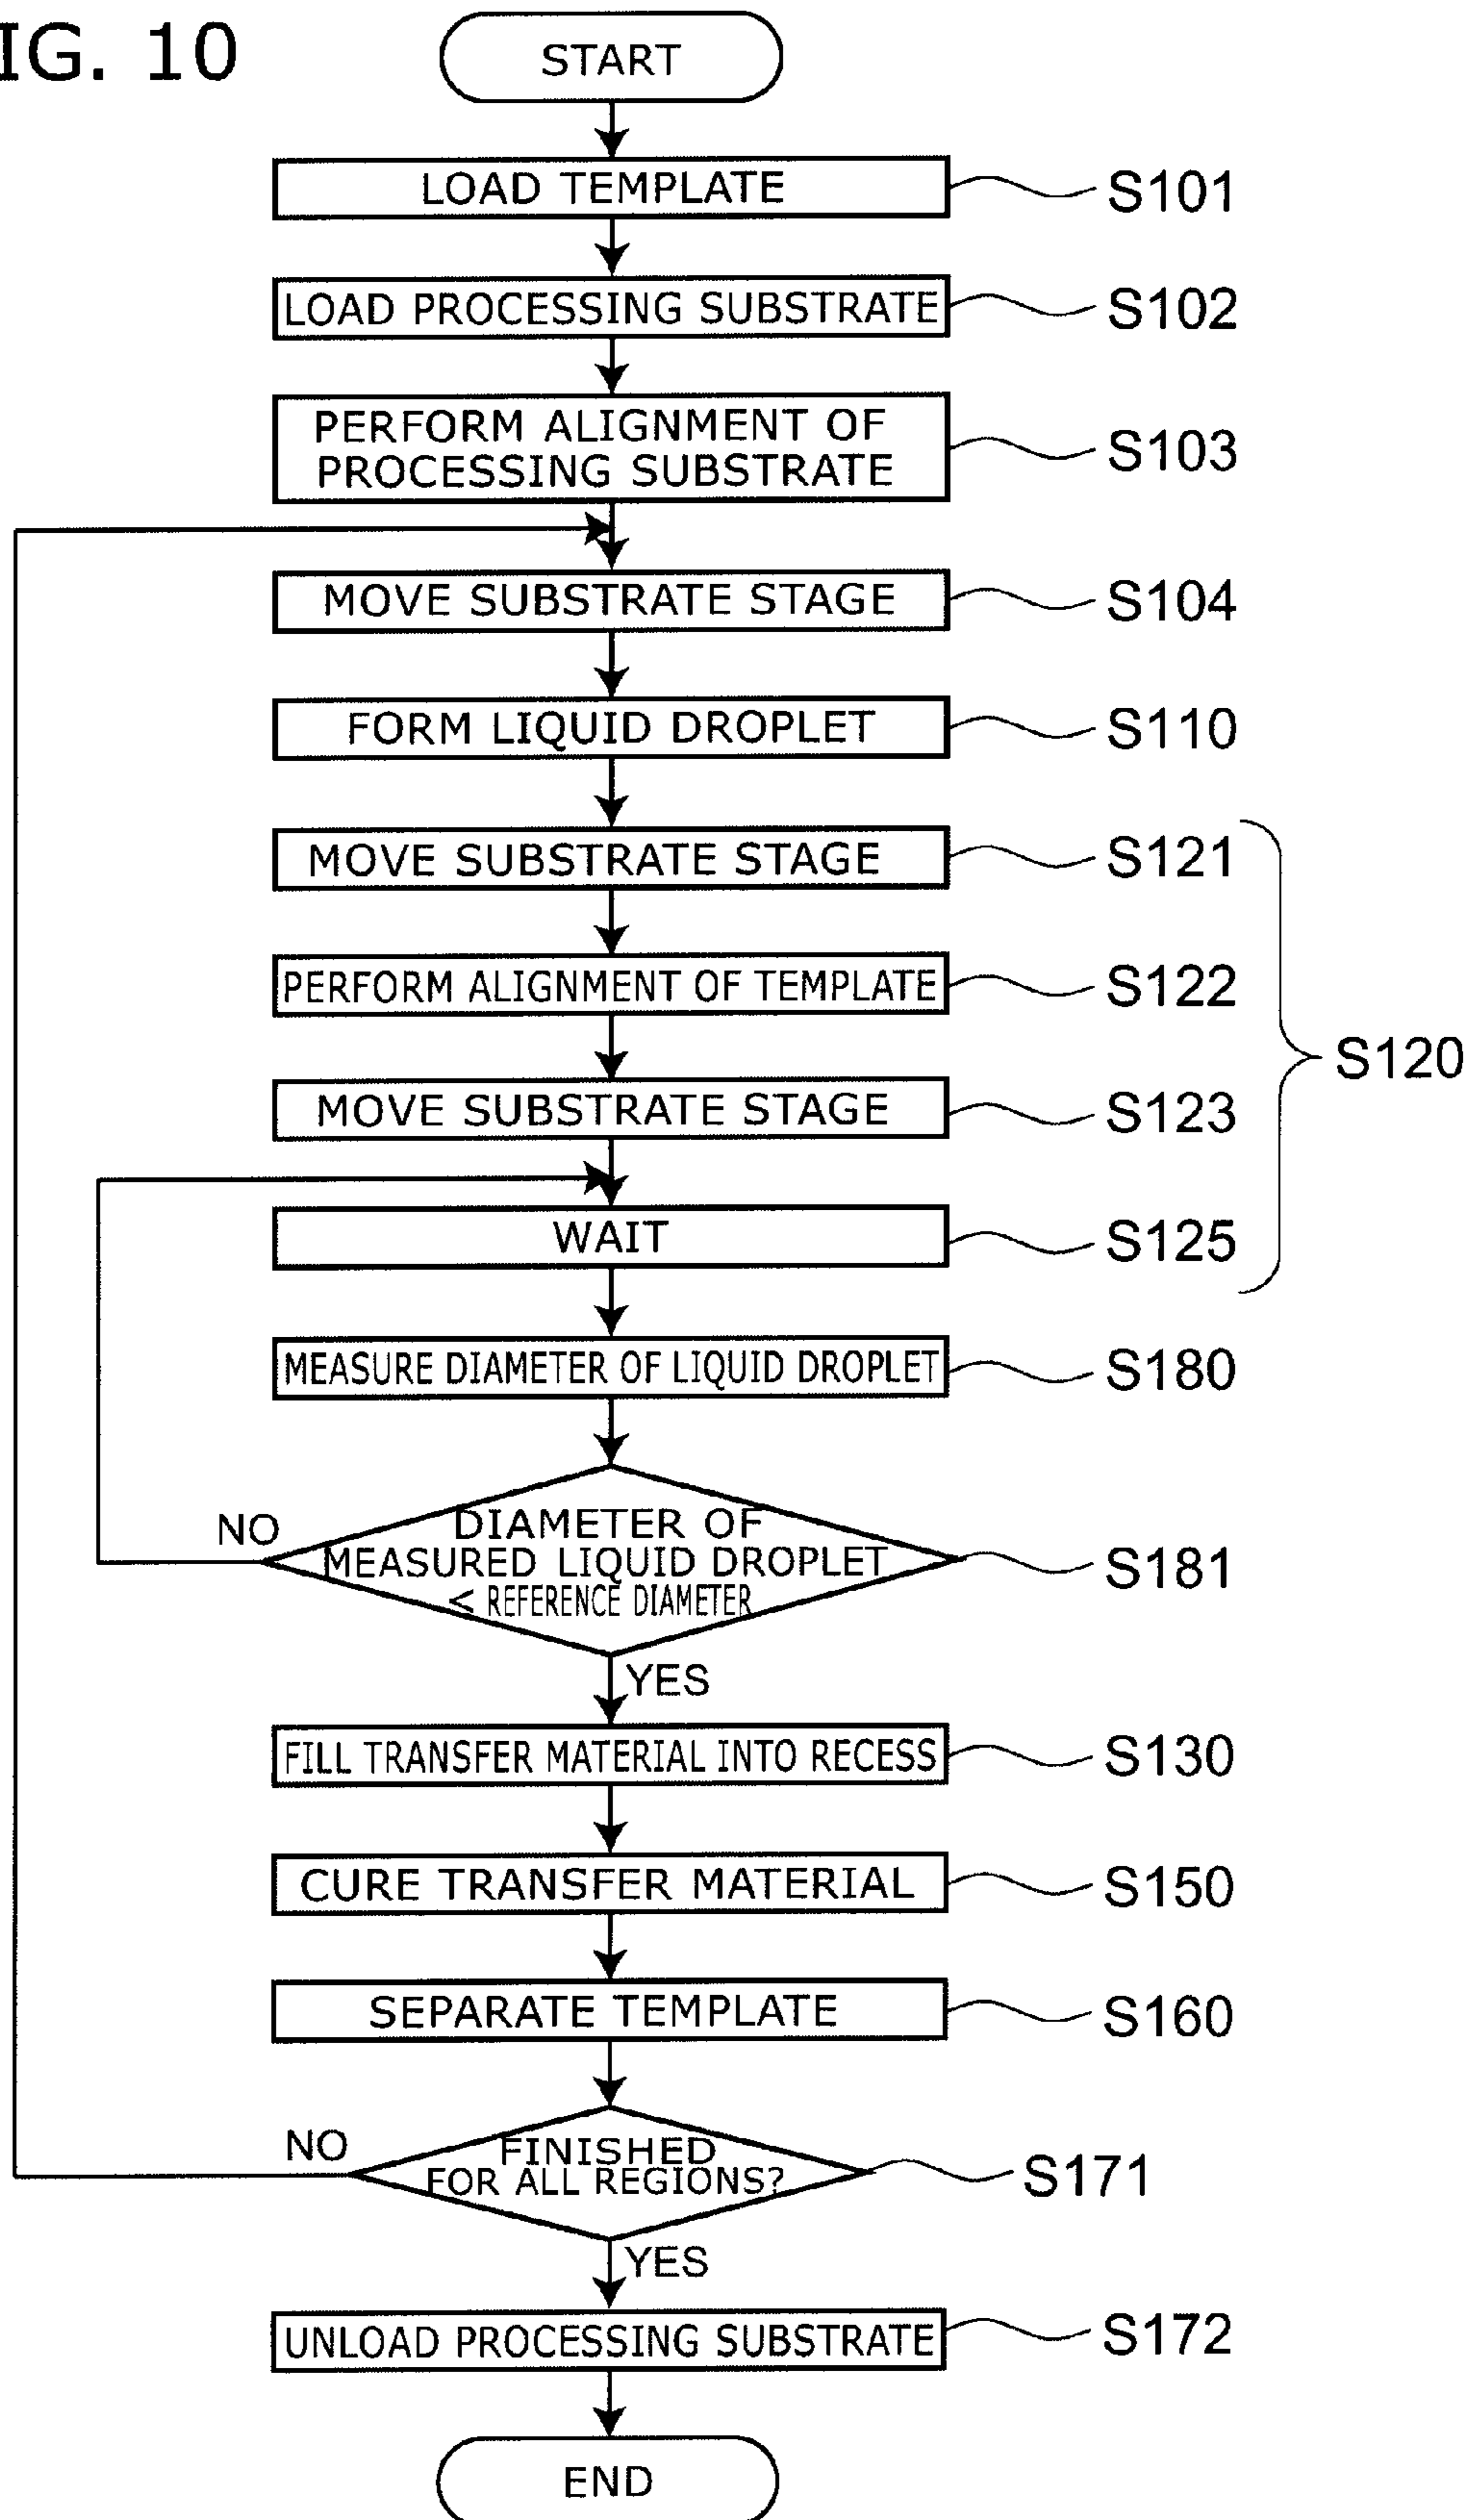 IG. 10
START
LOAD TEMPLATE
S101
LOAD PROCESSING SUBSTRATE
S102
PERFORM ALIGNMENT OF
PROCESSING SUBSTRATE
S103
MOVE SUBSTRATE STAGE
S104
FORM LIQUID DROPLET
S110
MOVE SUBSTRATE STAGE
S121
PERFORM ALIGNMENT OF TEMPLATE
S122
S120
MOVE SUBSTRATE STAGE
S123
WAIT
S125
MEASURE DIAMETER OF LIQUID DROPLET
S180
NO
DIAMETER OF
MEASURED LIQUID DROPLET
< REFERENCE DIAMETER
S181
YES
FILL TRANSFER MATERIAL INTO RECESS
S130
CURE TRANSFER MATERIAL
S150
SEPARATE TEMPLATE
S160
NO
FINISHED
FOR ALL REGIONS?
S171
YES
UNLOAD PROCESSING SUBSTRATE
S172
END